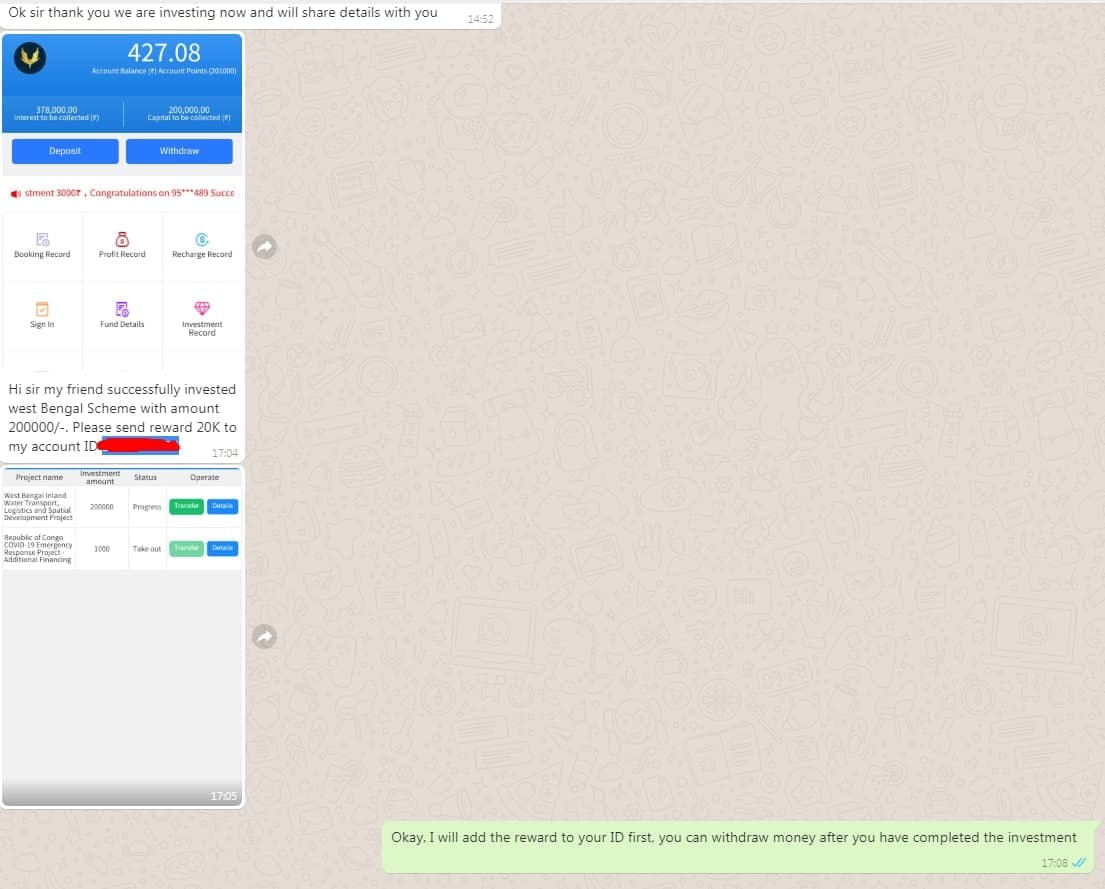 Ok sir thank you we are investing now and will share details with you
14:52
427.08
Account Balance (₹) Account Points (201000)
378,000.00
200,000.00
Interest to be collected (₹)
Capital to be collected (₹)
Deposit
Withdraw
stment 3000₹ , Congratulations on 95***489 Succe
Booking Record
Profit Record
Recharge Record
Sign In
Fund Details
Investment
Record
Hi sir my friend successfully invested
west Bengal Scheme with amount
200000/-. Please send reward 20K to
my account ID
17:04
Project name
Investment
amount
Status
Operate
West Bengal Inland
Water Transport,
Logistics and Spatial
Development Project
200000
Progress
Transfer
Details
Republic of Congo
COVID-19 Emergency
Response Project -
Additional Financing
1000
Take out
Transfer
Details
17:05
Okay, I will add the reward to your ID first, you can withdraw money after you have completed the investment
17:08